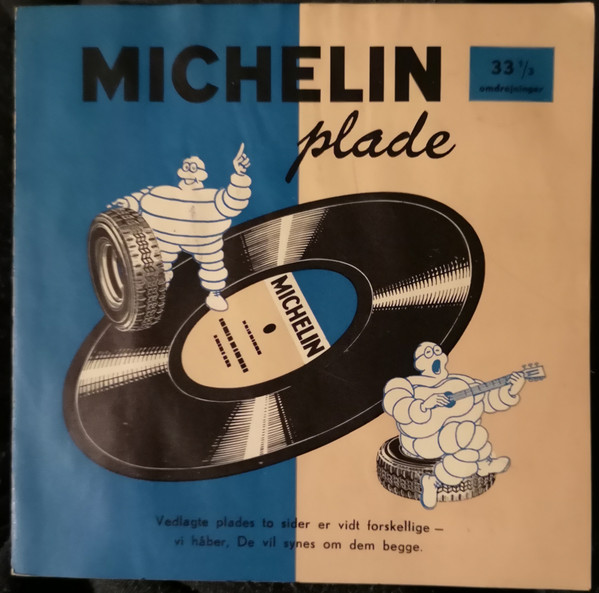 MICHELIN
33 1/3
omdrejninger
plade
MICHELIN
Vedlagte plades to sider er vidt forskellige —
vi håber, De vil synes om dem begge.